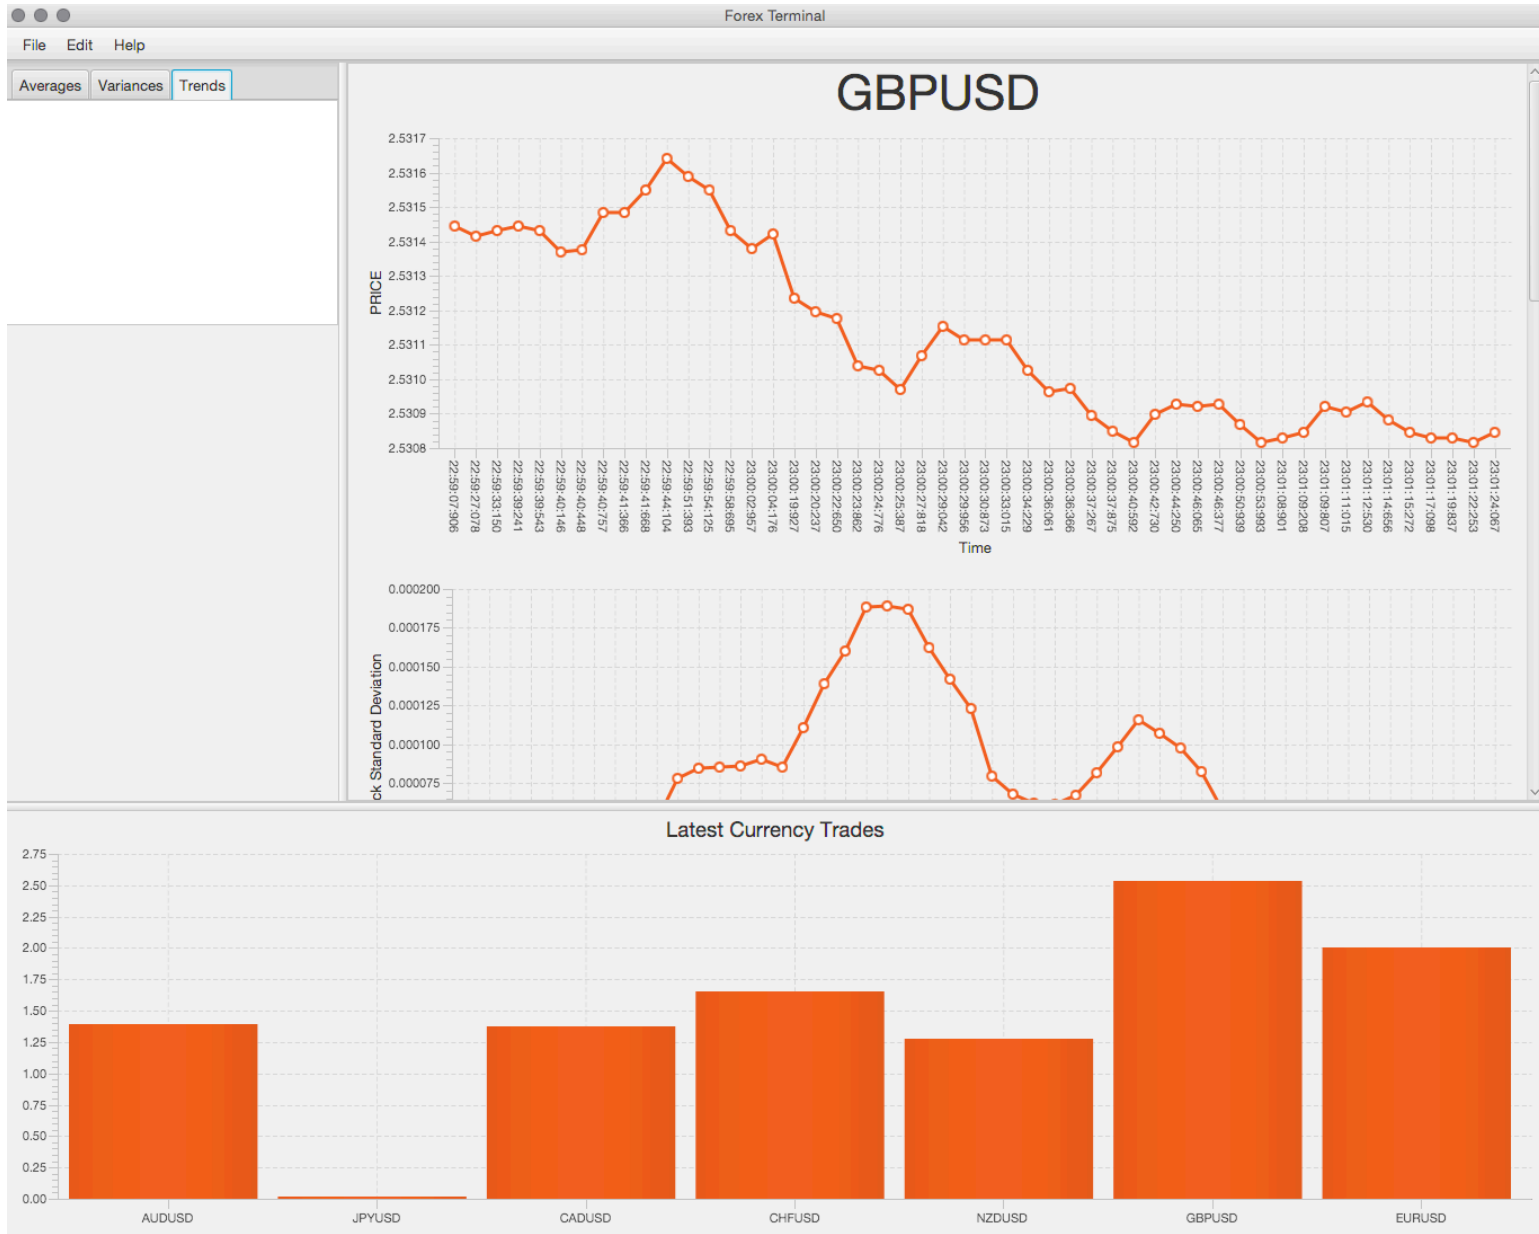 Forex Terminal
File Edit Help
Averages Variances Trends
GBPUSD
2.5317
2.5316
2.5315
2.5314
2.5313
2.5312
2.5311
2.5310
2.5309
2.5308
PRICE
22:59:07:906 22:59:27:078 22:59:33:150 22:59:39:241 22:59:39:543 22:59:40:146 22:59:40:448 22:59:40:757 22:59:41:366 22:59:41:668 22:59:44:104 22:59:51:393 22:59:54:125 22:59:58:695 23:00:02:957 23:00:04:176 23:00:19:927 23:00:20:237 23:00:22:650 23:00:23:862 23:00:24:776 23:00:25:387 23:00:27:818 23:00:29:042 23:00:29:956 23:00:30:873 23:00:33:015 23:00:34:229 23:00:36:061 23:00:36:366 23:00:37:267 23:00:37:875 23:00:40:592 23:00:42:730 23:00:44:250 23:00:46:065 23:00:46:377 23:00:50:939 23:00:53:993 23:01:08:901 23:01:09:208 23:01:09:807 23:01:11:015 23:01:12:530 23:01:14:656 23:01:15:272 23:01:17:098 23:01:19:837 23:01:22:253 23:01:24:067
Time
0.000200
0.000175
0.000150
0.000125
0.000100
0.000075
ck Standard Deviation
Latest Currency Trades
2.75
2.50
2.25
2.00
1.75
1.50
1.25
1.00
0.75
0.50
0.25
0.00
AUDUSD JPYUSD CADUSD CHFUSD NZDUSD GBPUSD EURUSD